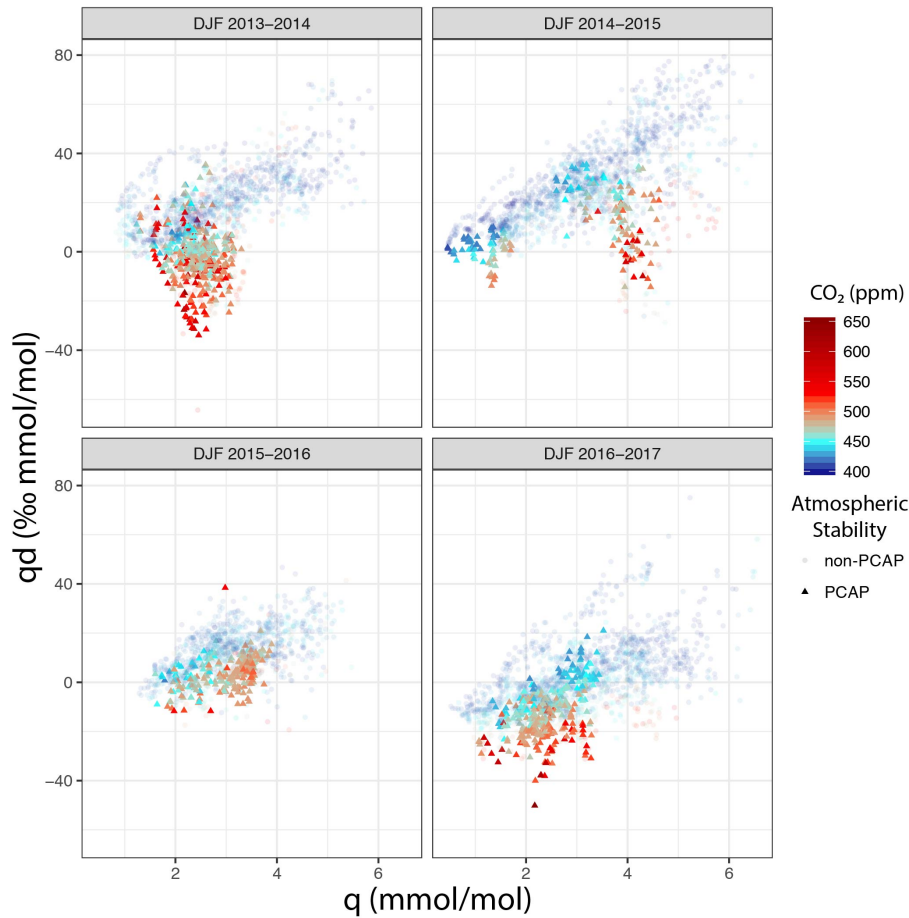 DJF 2013–2014
DJF 2014–2015
80
40
0
−40
DJF 2015–2016
DJF 2016–2017
80
40
0
−40
2
4
6
2
4
6
q (mmol/mol)
qd (‰ mmol/mol)
CO₂ (ppm)
650
600
550
500
450
400
Atmospheric
Stability
non-PCAP
PCAP